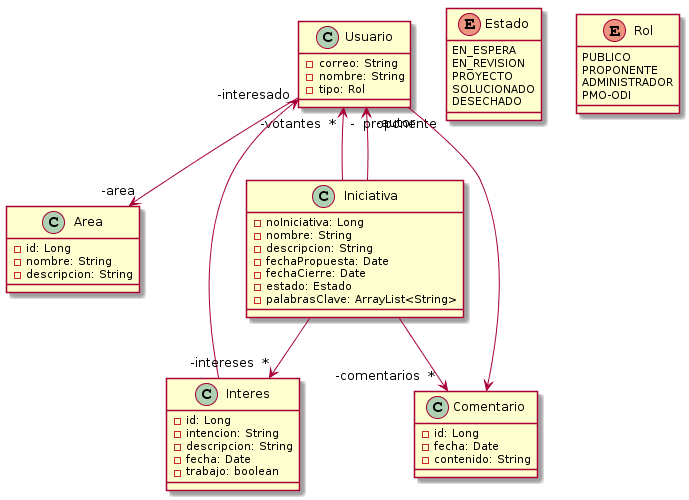 C Usuario
correo: String
nombre: String
tipo: Rol
E Estado
EN_ESPERA
EN_REVISION
PROYECTO
SOLUCIONADO
DESECHADO
E Rol
PUBLICO
PROPONENTE
ADMINISTRADOR
PMO-ODI
-interesado
-votantes *
- proponente
-autor
-area
C Area
id: Long
nombre: String
descripcion: String
C Iniciativa
noIniciativa: Long
nombre: String
descripcion: String
fechaPropuesta: Date
fechaCierre: Date
estado: Estado
palabrasClave: ArrayList<String>
-intereses *
-comentarios *
C Interes
id: Long
intencion: String
descripcion: String
fecha: Date
trabajo: boolean
C Comentario
id: Long
fecha: Date
contenido: String